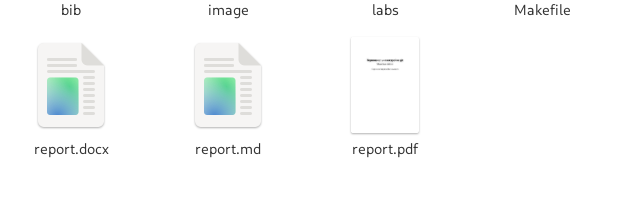 bib
image
labs
Makefile
report.docx
report.md
report.pdf